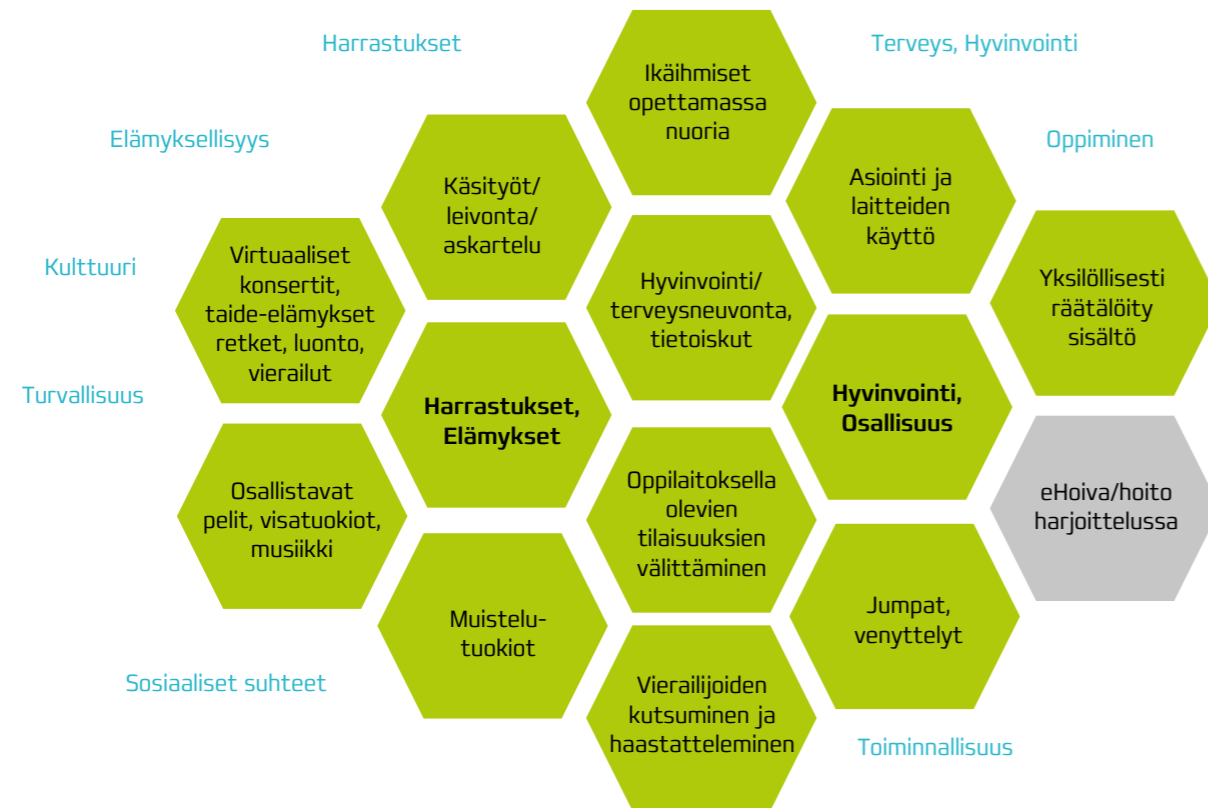 Harrastukset
Terveys, Hyvinvointi
Ikäihmiset
opettamassa
nuoria
Elämyksellisyys
Oppiminen
Käsityöt/
leivonta/
askartelu
Asiointi ja
laitteiden
käyttö
Kulttuuri
Virtuaaliset
konsertit,
taide-elämykset
retket, luonto,
vierailut
Hyvinvointi/
terveysneuvonta,
tietoiskut
Yksilöllisesti
räätälöity
sisältö
Turvallisuus
Harrastukset,
Elämykset
Hyvinvointi,
Osallisuus
Osallistavat
pelit, visatuokiot,
musiikki
Oppilaitoksella
olevien
tilaisuuksien
välittäminen
eHoiva/hoito
harjoittelussa
Muistelu-
tuokiot
Jumpat,
venyttelyt
Sosiaaliset suhteet
Vierailijoiden
kutsuminen ja
haastatteleminen
Toiminnallisuus